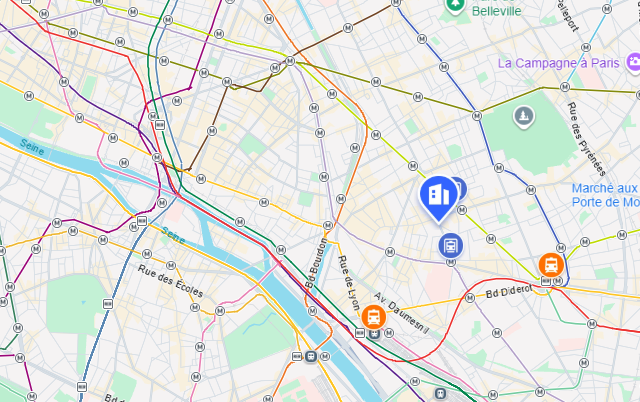 Belleville
Pelleport
La Campagne à Paris
Rue des Pyrénées
Seine
Marché aux
Porte de Mo
Seine
Rue des Écoles
Bd Bourdon
Rue de Lyon
Av. Daumesnil
Bd Diderot